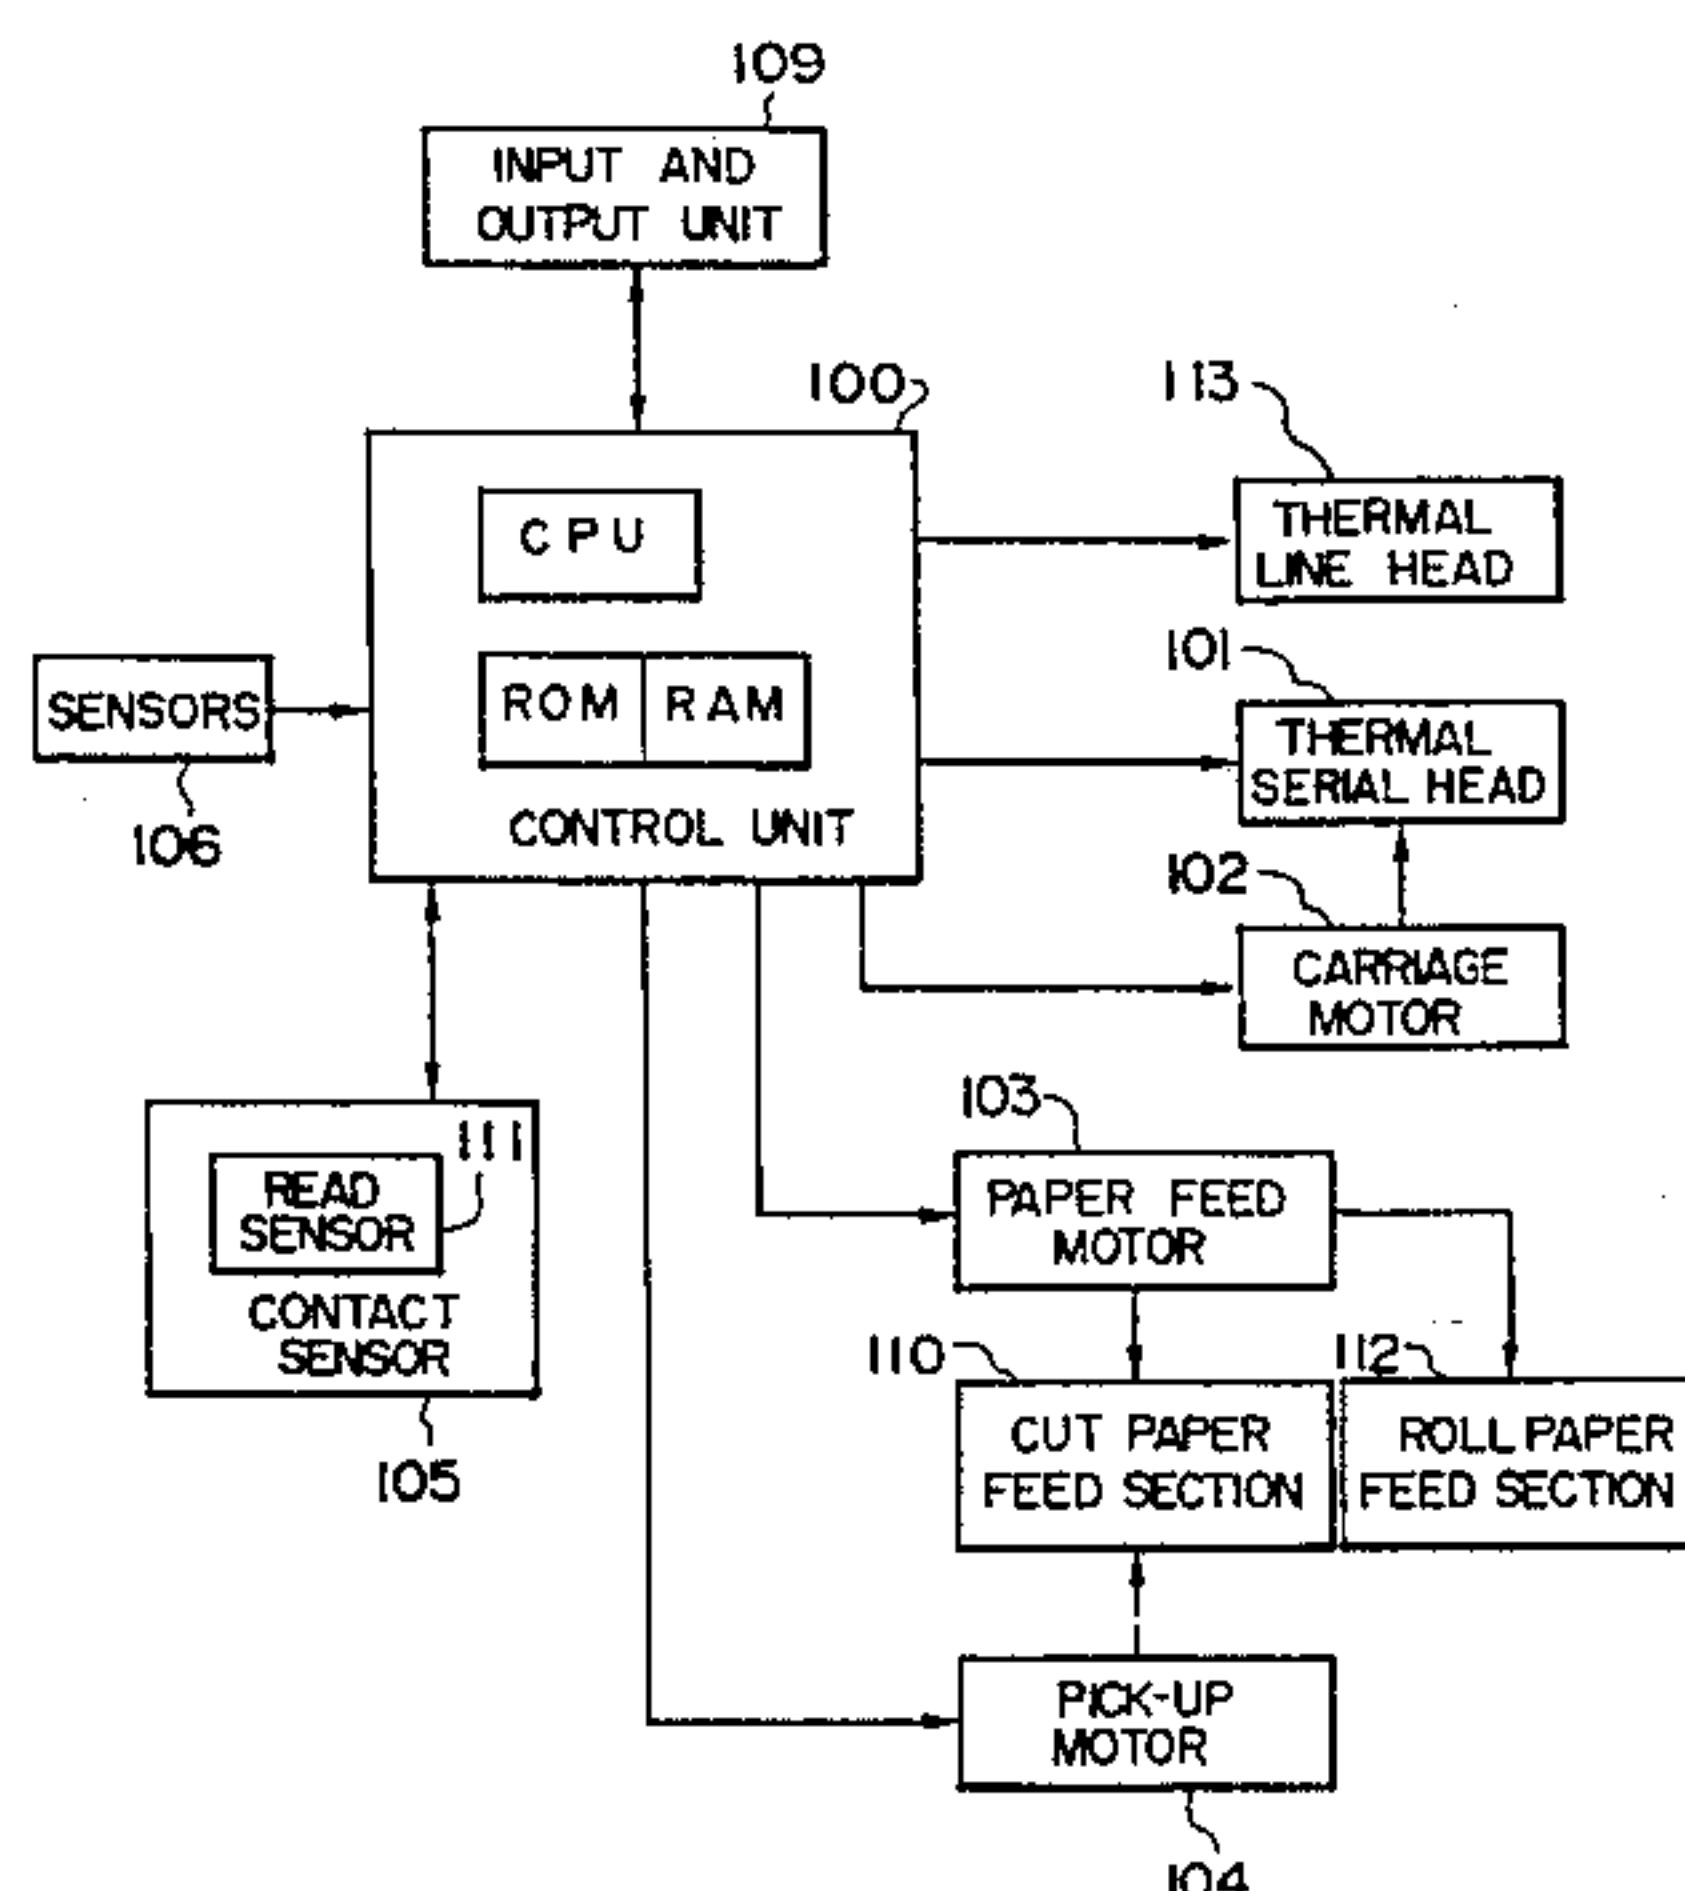 109
INPUT AND
OUTPUT UNIT
100
113
CPU
THERMAL
LINE HEAD
101
SENSORS
ROM RAM
THERMAL
SERIAL HEAD
106
CONTROL UNIT
102
CARRIAGE
MOTOR
103
111
READ
SENSOR
PAPER FEED
MOTOR
CONTACT
SENSOR
110
112
105
CUT PAPER
FEED SECTION
ROLL PAPER
FEED SECTION
PICK-UP
MOTOR
104